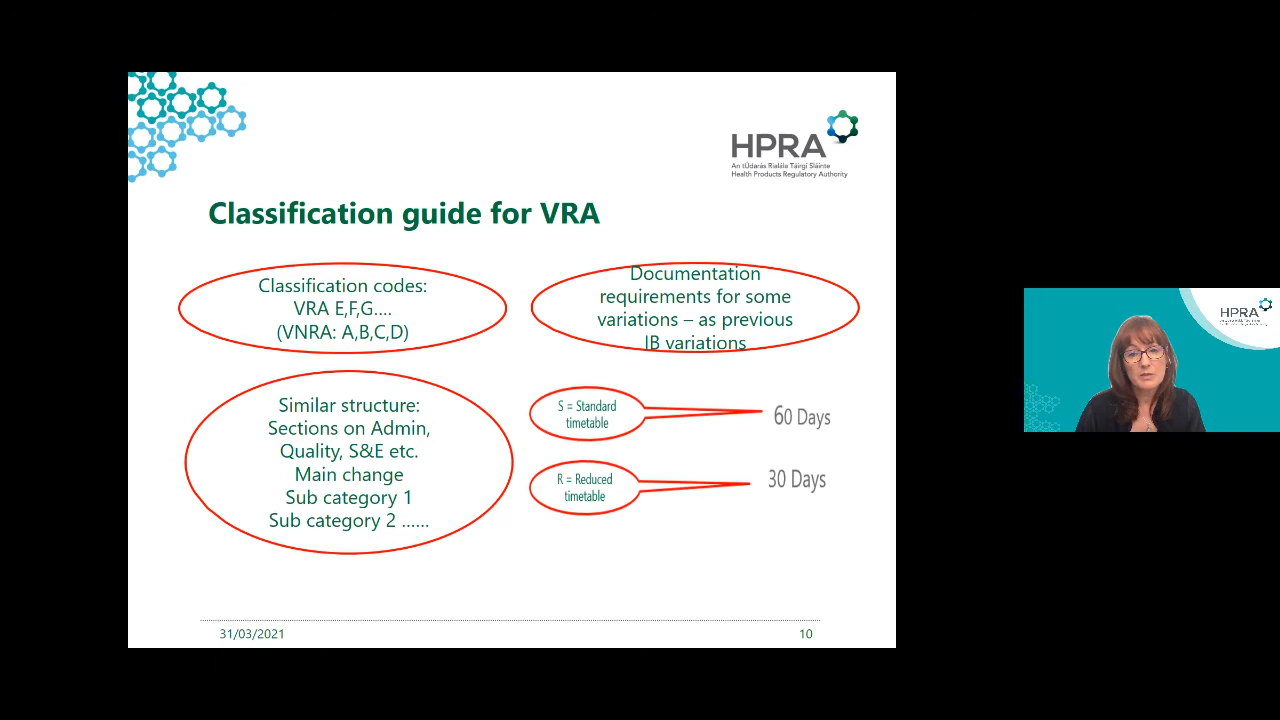 HPRA
An tÚdarás Rialála Táirgí Sláinte
Health Products Regulatory Authority
Classification guide for VRA
Classification codes:
VRA E,F,G....
(VNRA: A,B,C,D)
Documentation
requirements for some
variations – as previous
IB variations
Similar structure:
Sections on Admin,
Quality, S&E etc.
Main change
Sub category 1
Sub category 2 ......
S = Standard
timetable
60 Days
R = Reduced
timetable
30 Days
31/03/2021
10
HPRA